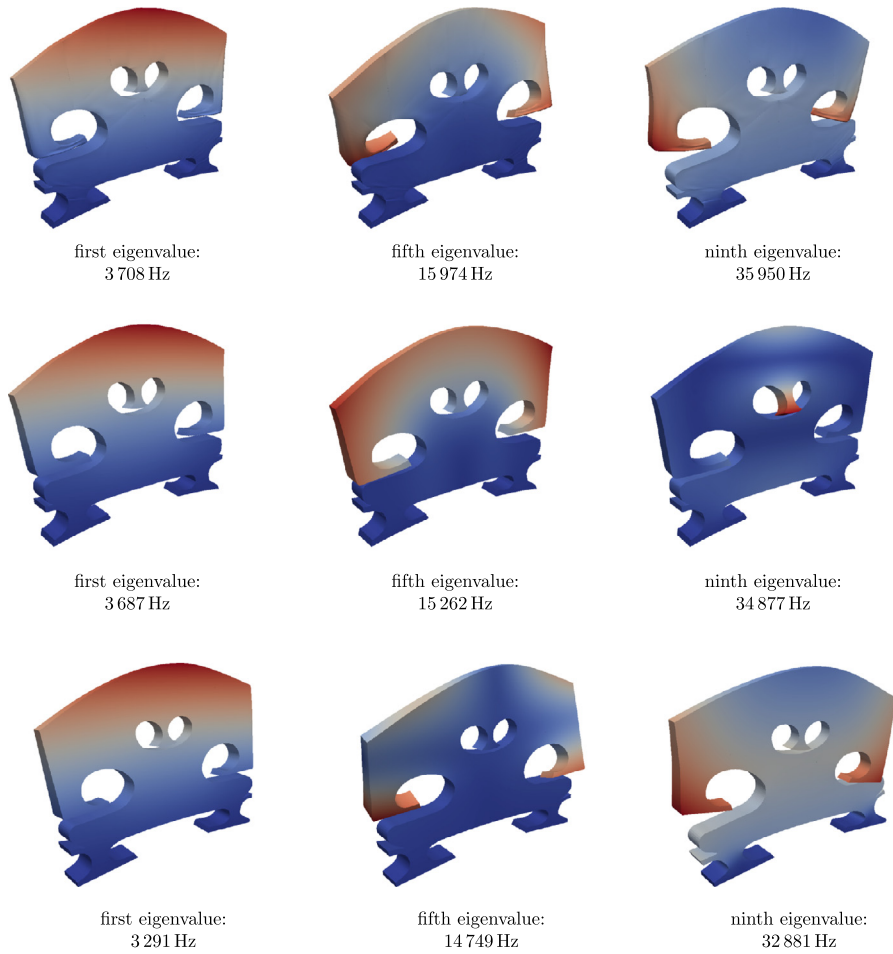 first eigenvalue:
3 708 Hz
fifth eigenvalue:
15 974 Hz
ninth eigenvalue:
35 950 Hz
first eigenvalue:
3 687 Hz
fifth eigenvalue:
15 262 Hz
ninth eigenvalue:
34 877 Hz
first eigenvalue:
3 291 Hz
fifth eigenvalue:
14 749 Hz
ninth eigenvalue:
32 881 Hz